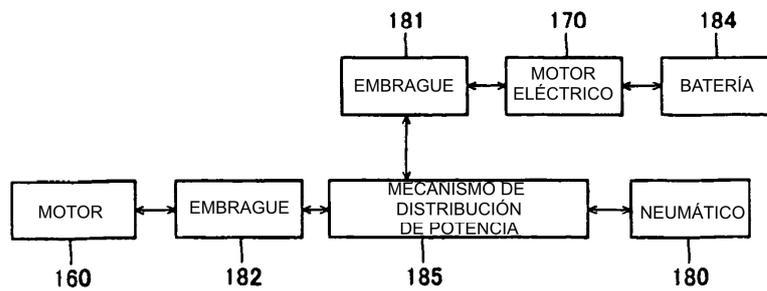 181 170 184
EMBRAGUE
MOTOR
ELÉCTRICO
BATERÍA
MOTOR
EMBRAGUE
MECANISMO DE
DISTRIBUCIÓN
DE POTENCIA
NEUMÁTICO
160 182 185 180